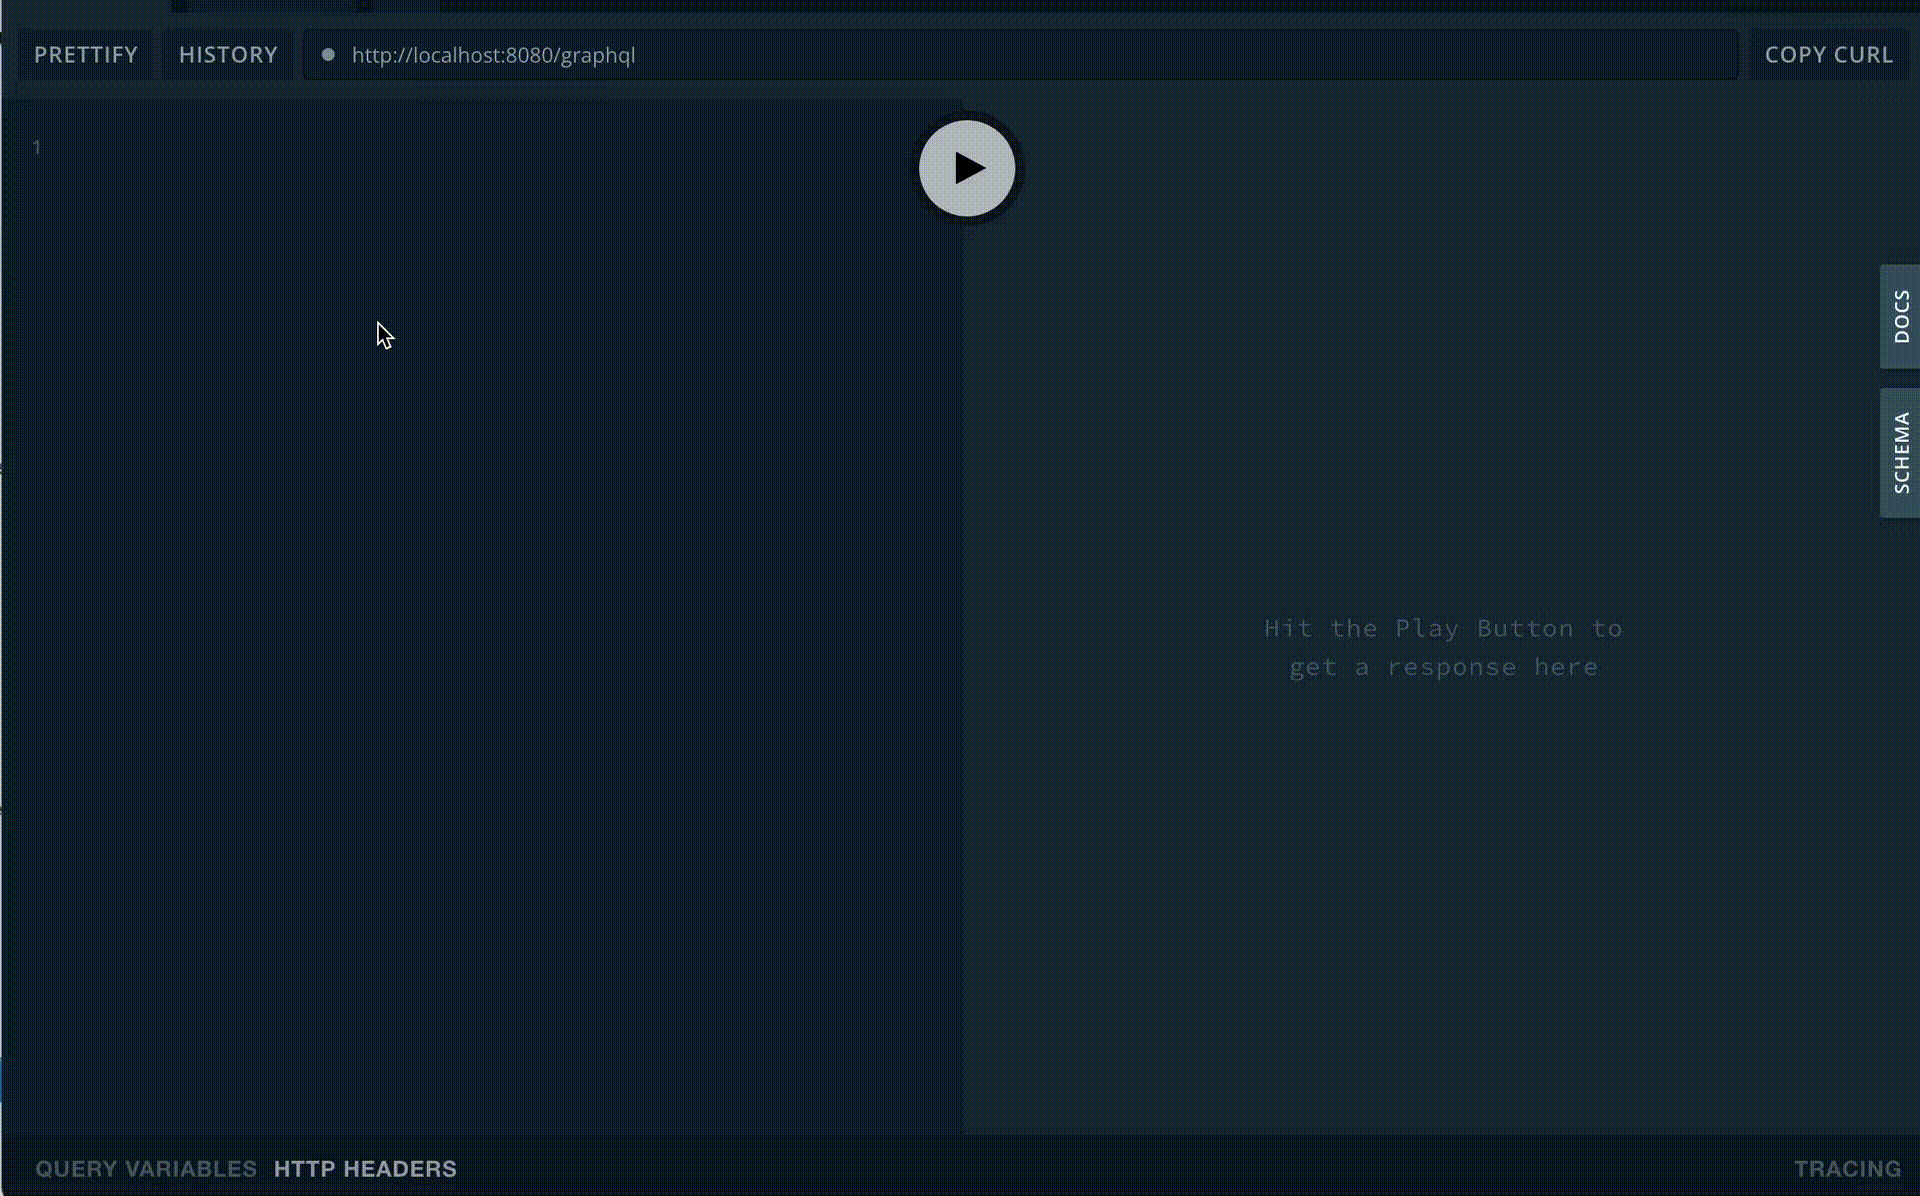 PRETTIFY HISTORY http://localhost:8080/graphql COPY CURL
1
DOCS
SCHEMA
Hit the Play Button to
get a response here
QUERY VARIABLES HTTP HEADERS TRACING